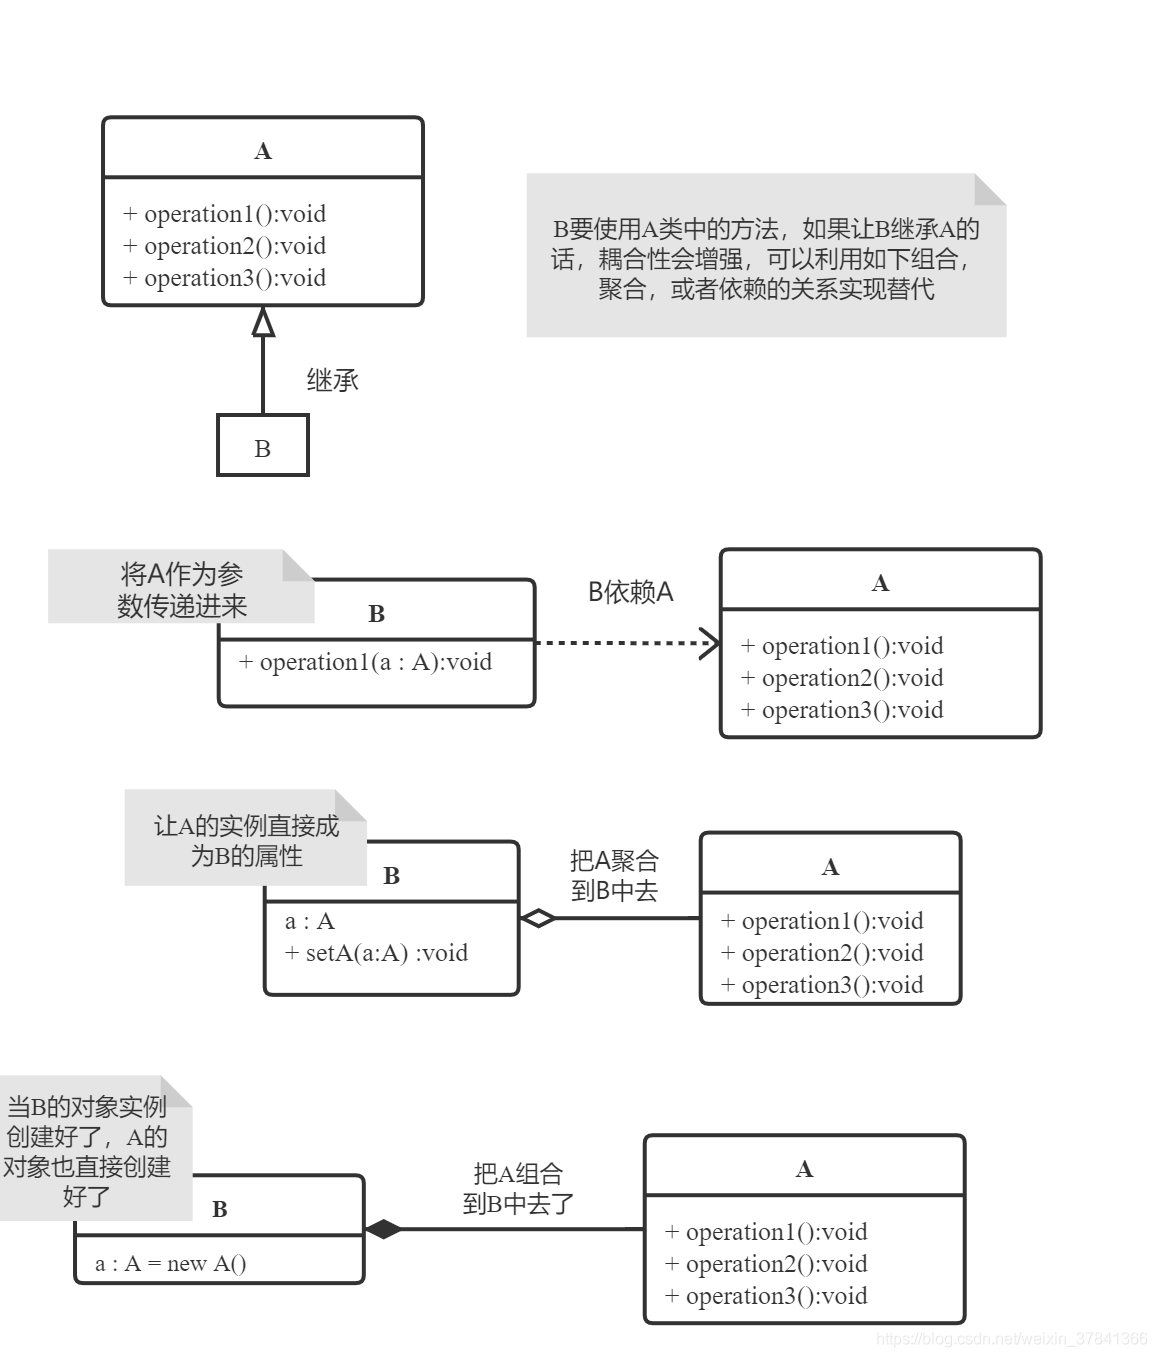 A
+ operation1():void
+ operation2():void
+ operation3():void
B要使用A类中的方法，如果让B继承A的
话，耦合性会增强，可以利用如下组合，
聚合，或者依赖的关系实现替代
继承
B
将A作为参
数传递进来
B
+ operation1(a : A):void
B依赖A
A
+ operation1():void
+ operation2():void
+ operation3():void
让A的实例直接成
为B的属性
B
a : A
+ setA(a:A) :void
把A聚合
到B中去
A
+ operation1():void
+ operation2():void
+ operation3():void
当B的对象实例
创建好了，A的
对象也直接创建
好了
B
a : A = new A()
把A组合
到B中去了
A
+ operation1():void
+ operation2():void
+ operation3():void
https://blog.csdn.net/weixin_37841366